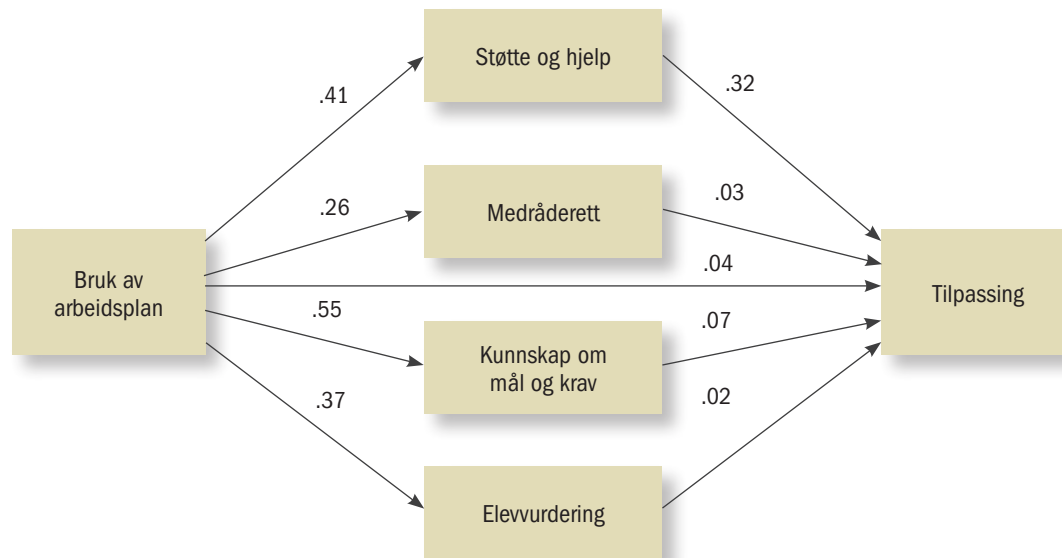 Støtte og hjelp
.32
.41
Medråderett
.03
.26
Bruk av
arbeidsplan
.04
Tilpassing
.55
.07
Kunnskap om
mål og krav
.37
.02
Elevvurdering